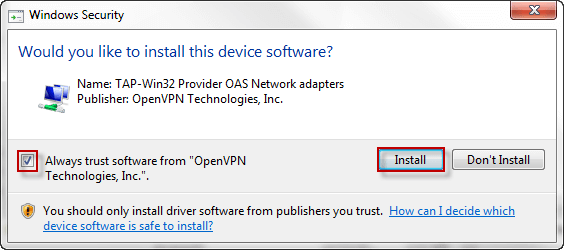 Windows Security
Would you like to install this device software?
Name: TAP-Win32 Provider OAS Network adapters
Publisher: OpenVPN Technologies, Inc.
Always trust software from "OpenVPN
Technologies, Inc.".
Install
Don't Install
You should only install driver software from publishers you trust. How can I decide which
device software is safe to install?